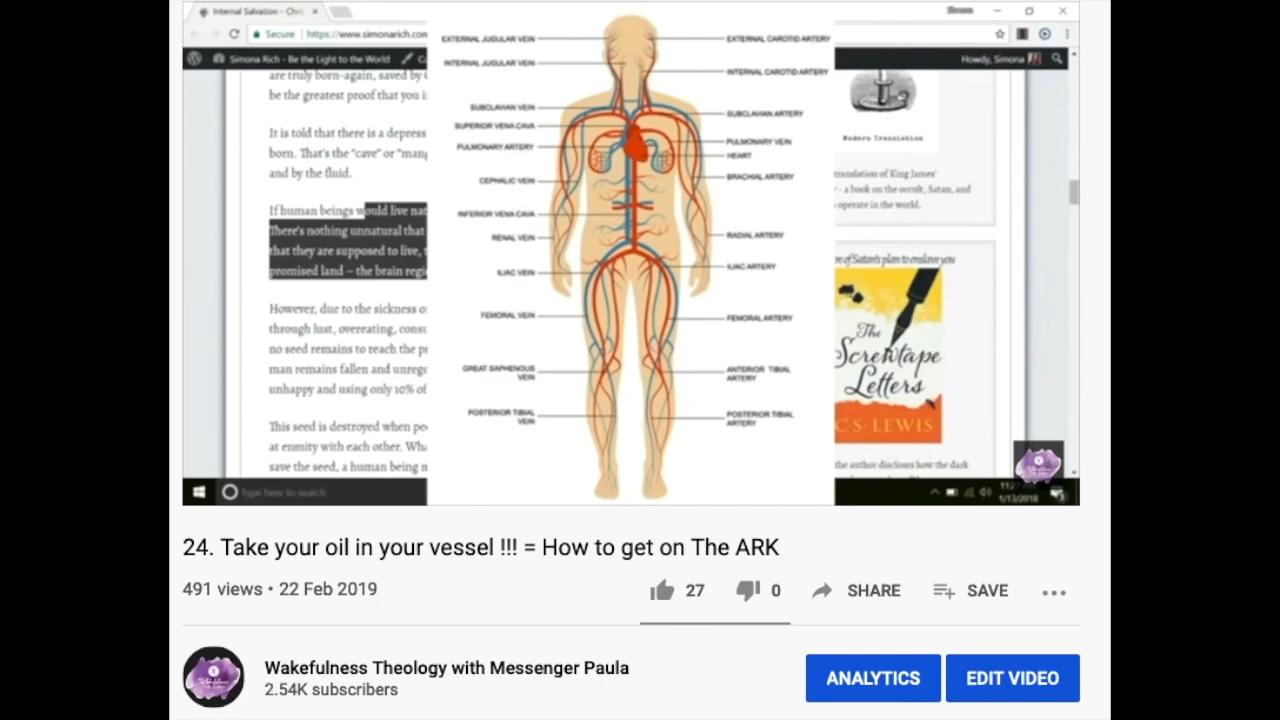 Internal Salvation - Chri
Secure
https://www.simonarich.com
Simona Rich - Be the Light to the World
Howdy, Simona
are truly born-again, saved by
be the greatest proof that you i
It is told that there is a depress
born. That's the "cave" or "man
and by the fluid.
If human beings would live nat
There's nothing unnatural that
that they are supposed to live,
promised land – the brain regi
However, due to the sickness o
through lust, overeating, cons
no seed remains to reach the p
man remains fallen and unreg
unhappy and using only 10% of
This seed is destroyed when pe
at enmity with each other. Wh
save the seed, a human being
EXTERNAL JUGULAR VEIN
INTERNAL JUGULAR VEIN
SUBCLAVIAN VEIN
SUPERIOR VENA CAVA
PULMONARY ARTERY
CEPHALIC VEIN
INFERIOR VENA CAVA
RENAL VEIN
ILIAC VEIN
FEMORAL VEIN
GREAT SAPHENOUS
VEIN
POSTERIOR TIBIAL
VEIN
EXTERNAL CAROTID ARTERY
INTERNAL CAROTID ARTERY
SUBCLAVIAN ARTERY
PULMONARY VEIN
HEART
BRACHIAL ARTERY
RADIAL ARTERY
ILIAC ARTERY
FEMORAL ARTERY
ANTERIOR TIBIAL
ARTERY
POSTERIOR TIBIAL
ARTERY
Modern Translation
translation of King James'
- a book on the occult, Satan, and
operate in the world.
re of Satan's plan to enslave you
The
Screwtape
Letters
C·S·LEWIS
the author discloses how the dark
Type here to search
1/13/2018
24. Take your oil in your vessel !!! = How to get on The ARK
491 views • 22 Feb 2019
27
0
SHARE
SAVE
Wakefulness Theology with Messenger Paula
2.54K subscribers
ANALYTICS
EDIT VIDEO